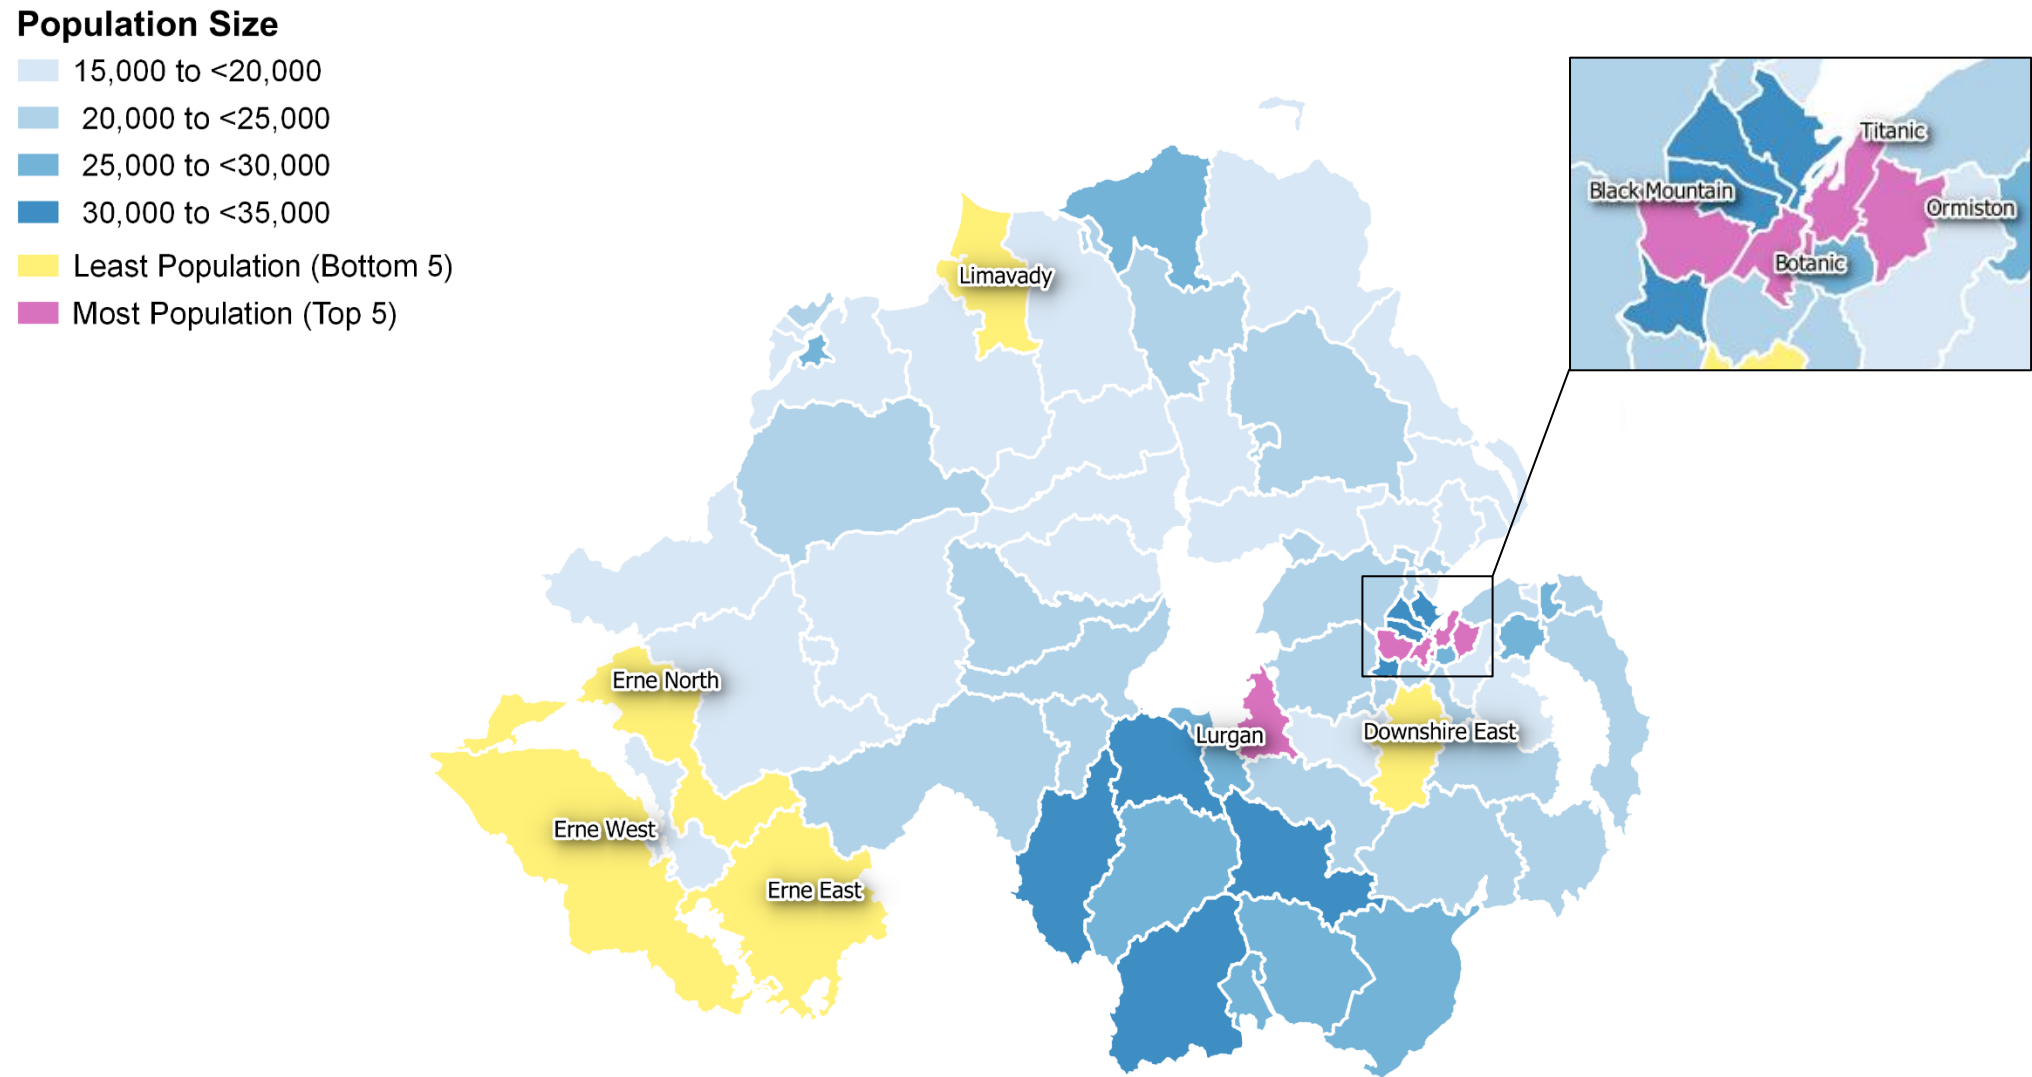 Population Size
15,000 to <20,000
20,000 to <25,000
25,000 to <30,000
30,000 to <35,000
Least Population (Bottom 5)
Most Population (Top 5)
Titanic
Black Mountain
Ormiston
Botanic
Limavady
Erne North
Lurgan
Downshire East
Erne West
Erne East